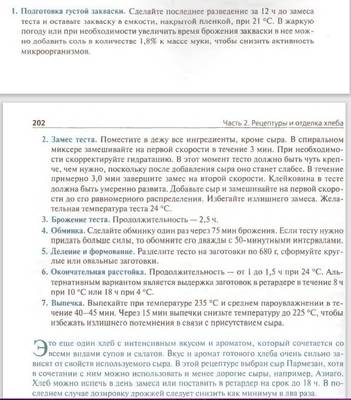 1. Подготовка густой закваски. Сделайте последнее разведение за 12 ч до замеса
теста и оставьте закваску в емкости, накрытой пленкой, при 21 °С. В жаркую
погоду или при необходимости увеличить время брожения закваски в нее мож-
но добавить соль в количестве 1,8% к массе муки, чтобы снизить активность
микроорганизмов.
202 Часть 2. Рецептуры и отделка хлеба
2. Замес теста. Поместите в дежу все ингредиенты, кроме сыра. В спиральном
миксере замешивайте на первой скорости в течение 3 мин. При необходимо-
сти скорректируйте гидратацию. В этот момент тесто должно быть чуть креп-
че, чем нужно, поскольку после добавления сыра оно станет слабее. В течение
примерно 3,0 мин завершите замес на второй скорости. Клейковина в тесте
должна быть умеренно развита. Добавьте сыр и замешивайте на первой скоро-
сти до его равномерного распределения. Избегайте излишнего замеса. Жела-
тельная температура теста 24 °С.
3. Брожение теста. Продолжительность — 2,5 ч.
4. Обминка. Сделайте обминку один раз через 75 мин брожения. Если тесту нужно
придать больше силы, то обомните его дважды с 50-минутными интервалами.
5. Деление и формование. Разделите тесто на заготовки по 680 г, сформуйте круг-
лые или овальные заготовки.
6. Окончательная расстойка. Продолжительность — от 1 до 1,5 ч при 24 °С. Аль-
тернативным вариантом является выдержка заготовок в ретардере в течение 8 ч
при 10 °С или 18 ч при 4 °С.
7. Выпечка. Выпекайте при температуре 235 °С и среднем пароувлажнении в те-
чение 40–45 мин. Через 15 мин выпечки снизьте температуру до 225 °С, чтобы
избежать излишнего потемнения в связи с присутствием сыра.
Это еще один хлеб с интенсивным вкусом и ароматом, который сочетается со
всеми видами супов и салатов. Вкус и аромат готового хлеба очень сильно за-
висят от свойств используемого сыра. В этой рецептуре выбран сыр Пармезан, хотя
в сочетании с ним можно использовать и менее дорогие сыры, например, Азиаго.
Хлеб можно испечь в день замеса или поставить в ретардер на срок до 18 ч. В по-
следнем случае дозировку дрожжей следует снизить как минимум в два раза.